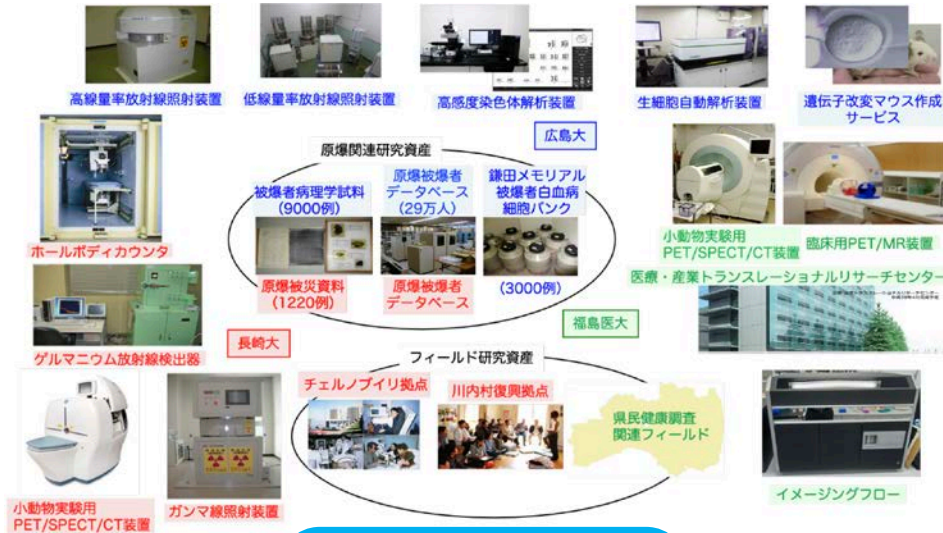 高線量率放射線照射装置
低線量率放射線照射装置
高感度染色体解析装置
生細胞自動解析装置
遺伝子改変マウス作成
サービス
広島大
原爆関連研究資産
被爆者病理学試料
(9000例)
原爆被爆者
データベース
(29万人)
鎌田メモリアル
被爆者白血病
細胞バンク
(3000例)
原爆被災資料
(1220例)
原爆被爆者
データベース
ホールボディカウンタ
小動物実験用
PET/SPECT/CT装置
臨床用PET/MR装置
医療・産業トランスレーショナルリサーチセンター
ゲルマニウム放射線検出器
長崎大
福島医大
フィールド研究資産
チェルノブイリ拠点
川内村復興拠点
県民健康調査
関連フィールド
小動物実験用
PET/SPECT/CT装置
ガンマ線照射装置
イメージングフロー